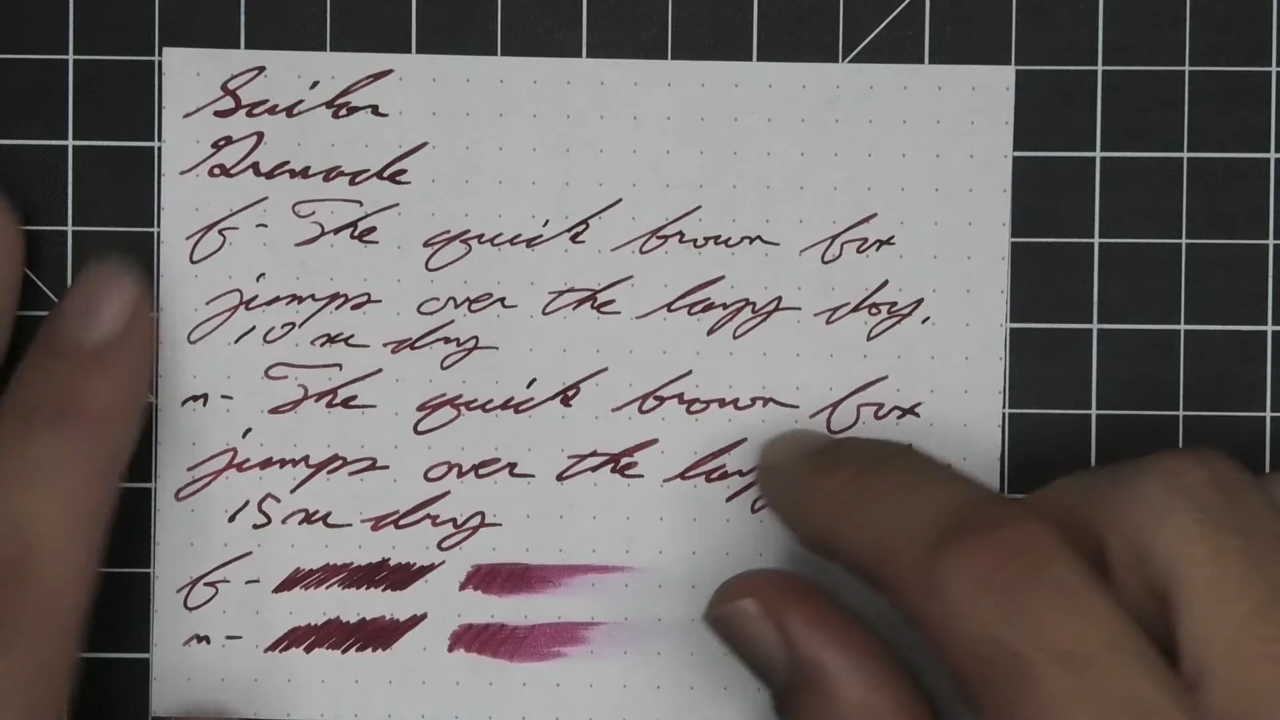 Sailor
Grenade
f - The quick brown fox
jumps over the lazy dog.
10 sec dry
m - The quick brown fox
jumps over the lazy
15 sec dry
f -
m -